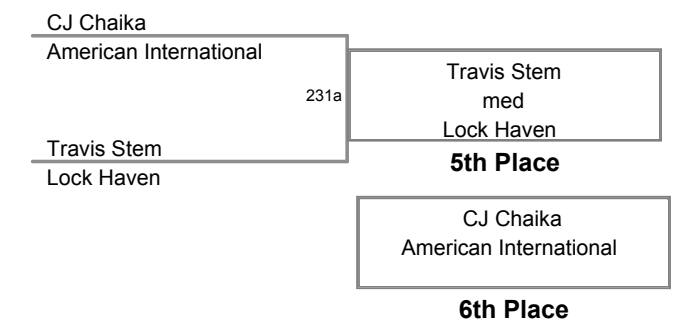 CJ Chaika
American International
231a
Travis Stem
Lock Haven
Travis Stem
med
Lock Haven
5th Place
CJ Chaika
American International
6th Place